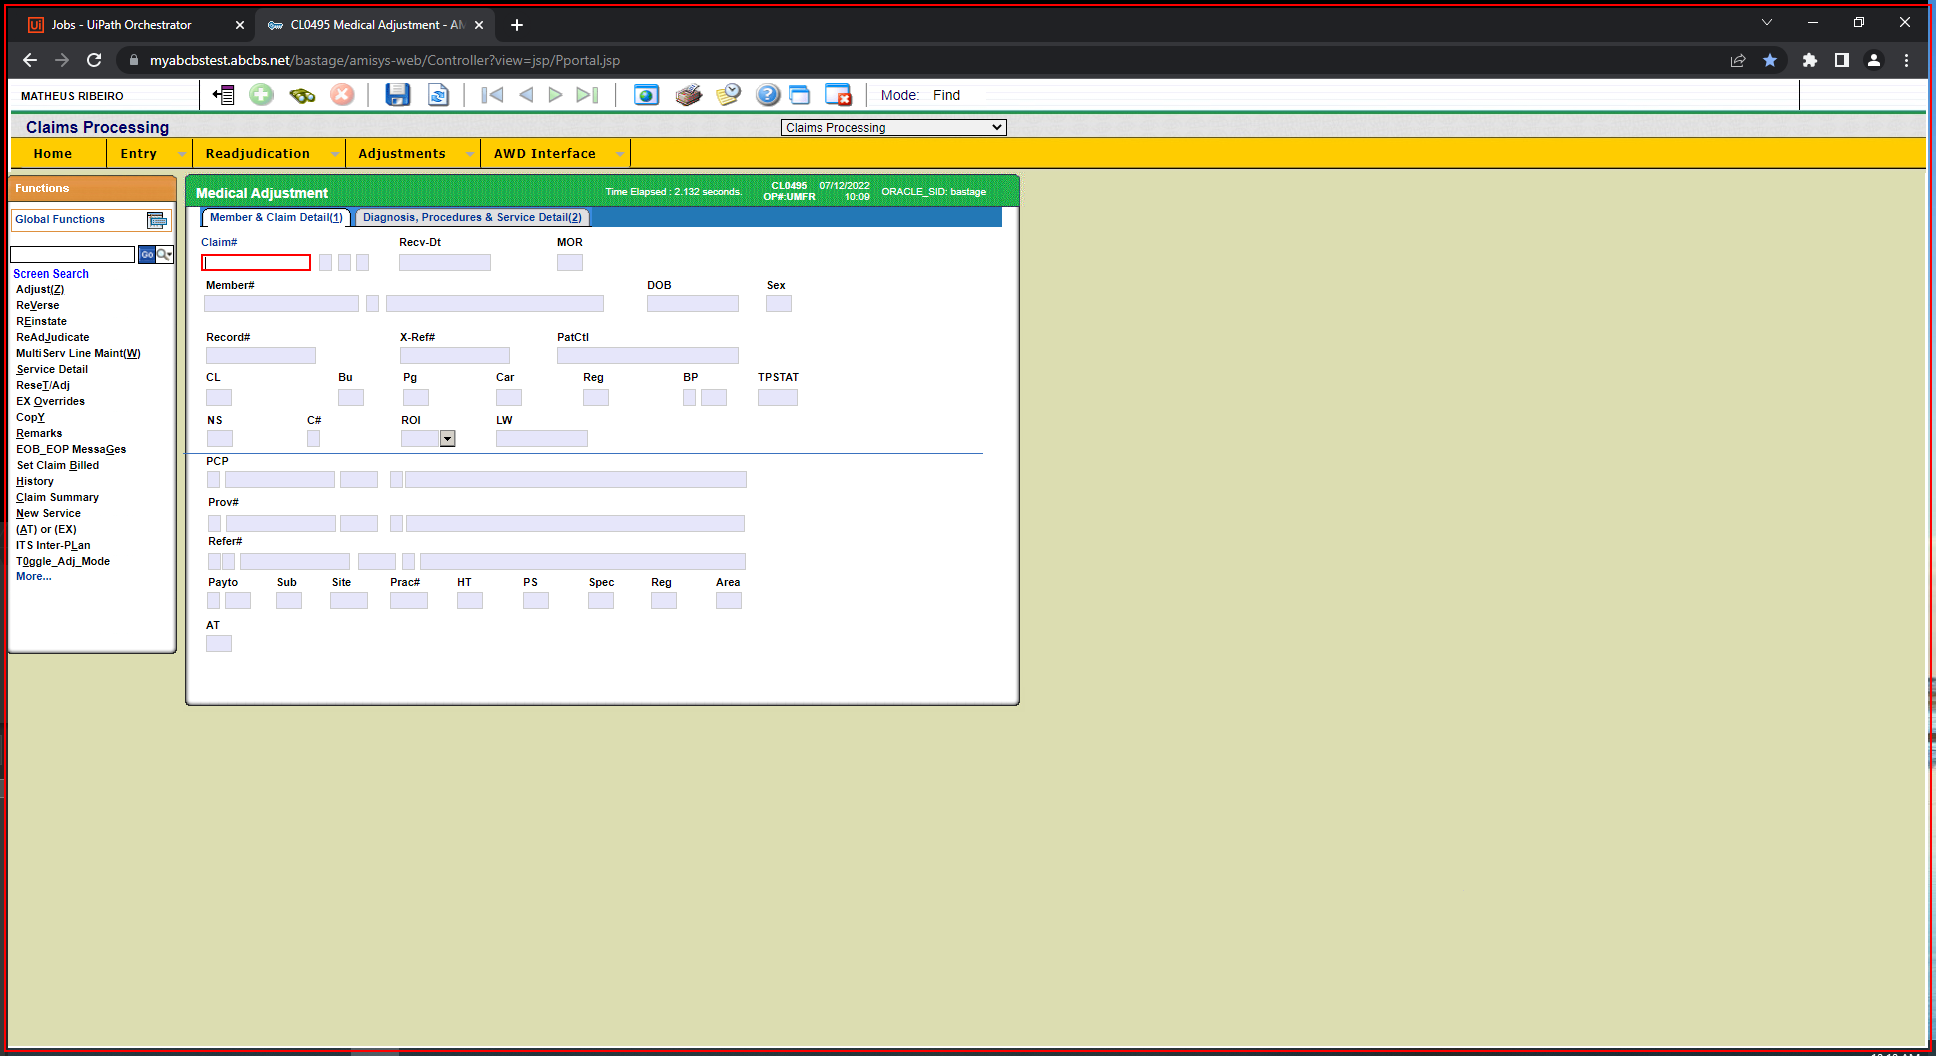 Jobs - UiPath Orchestrator
CL0495 Medical Adjustment - AM
myabcbstest.abcbs.net/bastage/amisys-web/Controller?view=jsp/Pportal.jsp
MATHEUS RIBEIRO
Mode: Find
Claims Processing
Claims Processing
Home
Entry
Readjudication
Adjustments
AWD Interface
Functions
Global Functions
Go
Screen Search
Adjust(Z)
ReVerse
REinstate
ReAdJudicate
MultiServ Line Maint(W)
Service Detail
ReseT/Adj
EX Overrides
CopY
Remarks
EOB_EOP MessaGes
Set Claim Billed
History
Claim Summary
New Service
(AT) or (EX)
ITS Inter-PLan
T0ggle_Adj_Mode
More...
Medical Adjustment
Time Elapsed : 2.132 seconds.
CL0495 07/12/2022
OP#:UMFR 10:09
ORACLE_SID: bastage
Member & Claim Detail(1)
Diagnosis, Procedures & Service Detail(2)
Claim# Recv-Dt MOR
Member# DOB Sex
Record# X-Ref# PatCtl
CL Bu Pg Car Reg BP TPSTAT
NS C# ROI LW
PCP
Prov#
Refer#
Payto Sub Site Prac# HT PS Spec Reg Area
AT